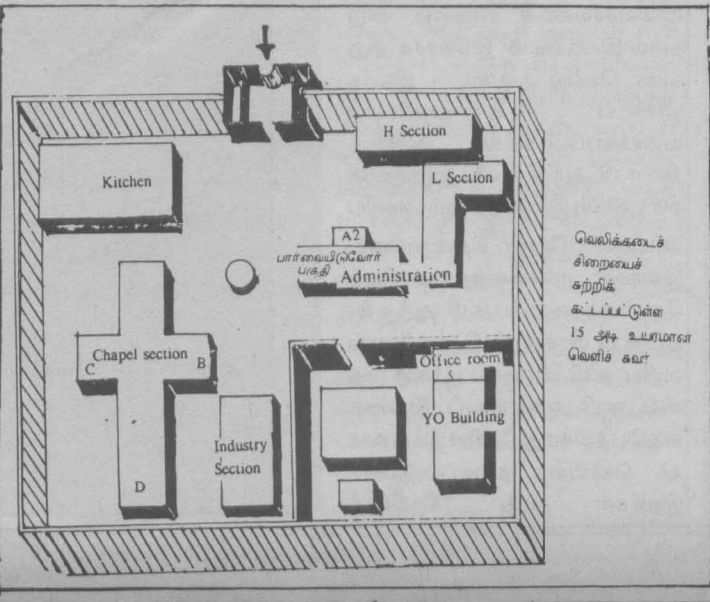 H Section
Kitchen
L Section
A2
பார்வையிடுவோர்
பகுதி
Administration
வெலிக்கடைச்
சிறையைச்
சுற்றிக்
கட்டப்பட்டுள்ள
15 அடி உயரமான
வெளிச் சுவர்
Chapel section
C
B
Office room
YO Building
Industry
Section
D